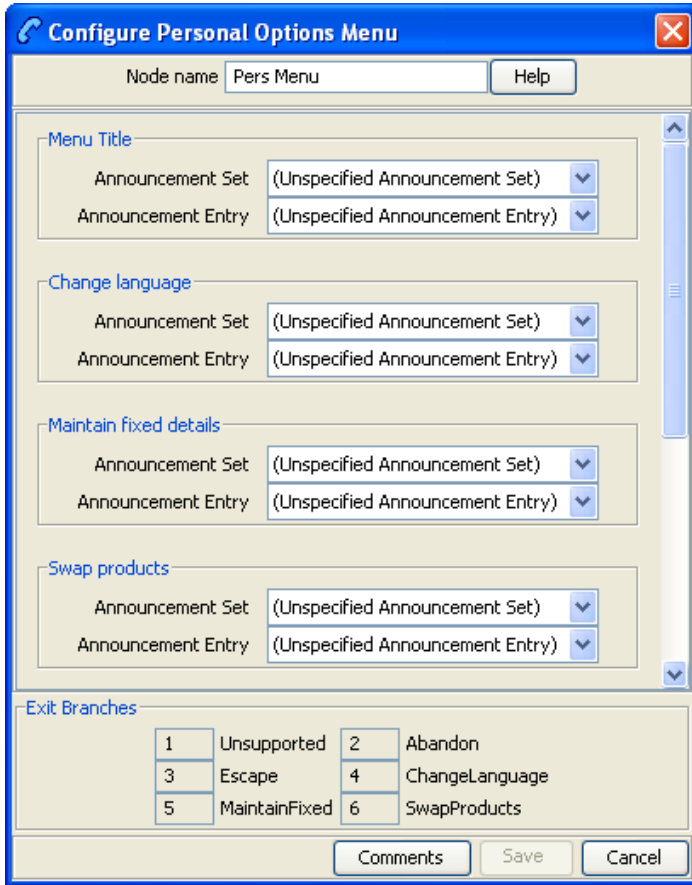 Configure Personal Options Menu
Node name Pers Menu Help
Menu Title
Announcement Set (Unspecified Announcement Set)
Announcement Entry (Unspecified Announcement Entry)
Change language
Announcement Set (Unspecified Announcement Set)
Announcement Entry (Unspecified Announcement Entry)
Maintain fixed details
Announcement Set (Unspecified Announcement Set)
Announcement Entry (Unspecified Announcement Entry)
Swap products
Announcement Set (Unspecified Announcement Set)
Announcement Entry (Unspecified Announcement Entry)
Exit Branches
1 Unsupported 2 Abandon
3 Escape 4 ChangeLanguage
5 MaintainFixed 6 SwapProducts
Comments Save Cancel